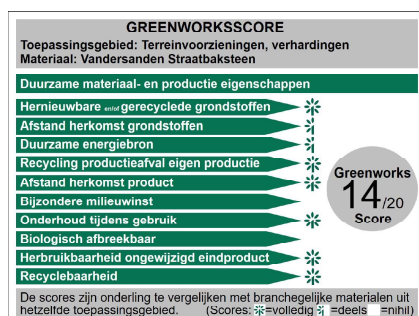 GREENWORKSSCORE
Toepassingsgebied: Terreinvoorzieningen, verhardingen
Materiaal: Vandersanden Straatbaksteen
Duurzame materiaal- en productie eigenschappen
Hernieuwbare en/of gerecyclede grondstoffen
Afstand herkomst grondstoffen
Duurzame energiebron
Recycling productieafval eigen productie
Afstand herkomst product
Bijzondere milieuwinst
Onderhoud tijdens gebruik
Biologisch afbreekbaar
Herbruikbaarheid ongewijzigd eindproduct
Recyclebaarheid
Greenworks
14/20
Score
De scores zijn onderling te vergelijken met branchegelijke materialen uit
hetzelfde toepassingsgebied. (Scores: =volledig =deels =nihil)